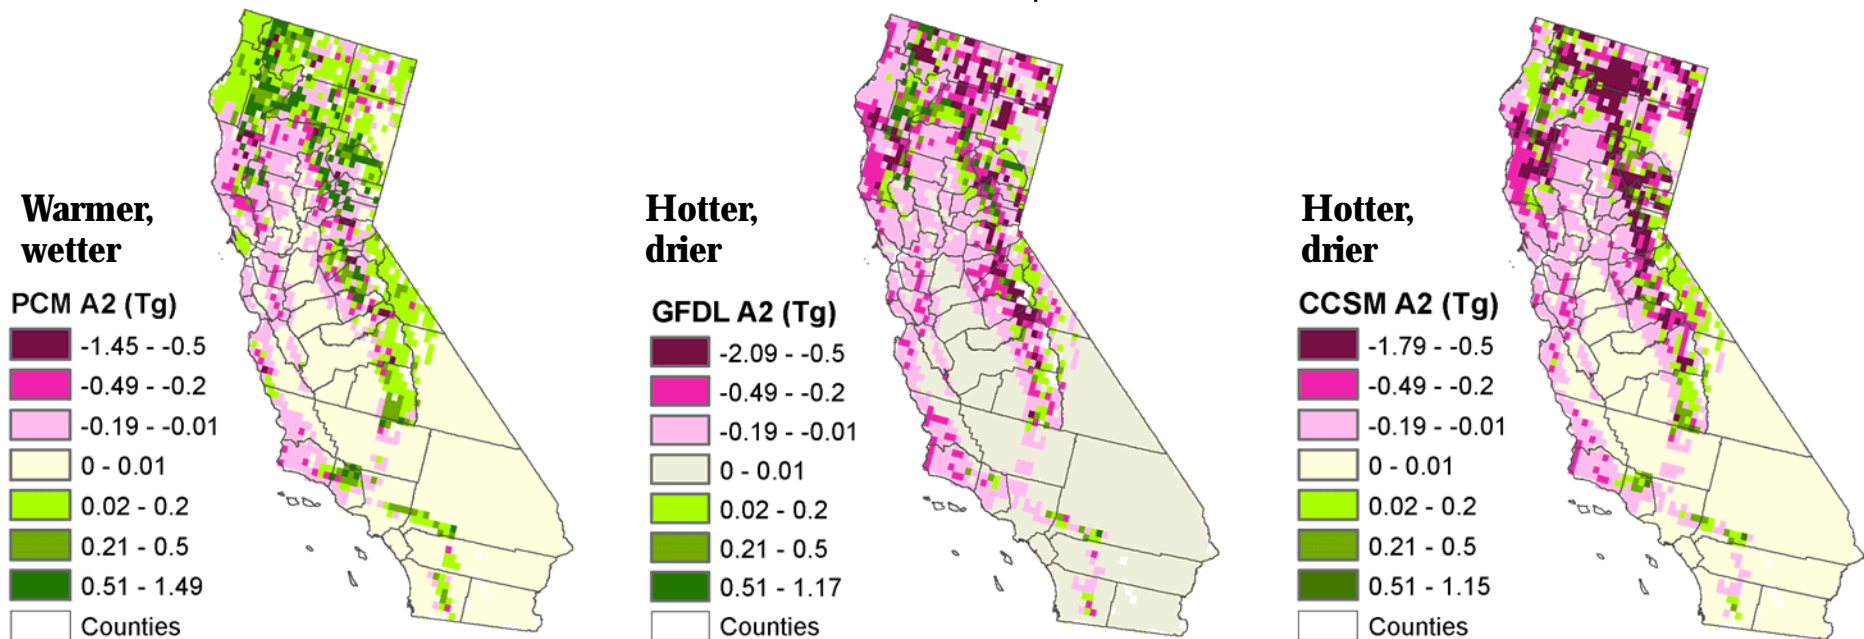 Warmer,
wetter
PCM A2 (Tg)
-1.45 - -0.5
-0.49 - -0.2
-0.19 - -0.01
0 - 0.01
0.02 - 0.2
0.21 - 0.5
0.51 - 1.49
Counties
Hotter,
drier
GFDL A2 (Tg)
-2.09 - -0.5
-0.49 - -0.2
-0.19 - -0.01
0 - 0.01
0.02 - 0.2
0.21 - 0.5
0.51 - 1.17
Counties
Hotter,
drier
CCSM A2 (Tg)
-1.79 - -0.5
-0.49 - -0.2
-0.19 - -0.01
0 - 0.01
0.02 - 0.2
0.21 - 0.5
0.51 - 1.15
Counties